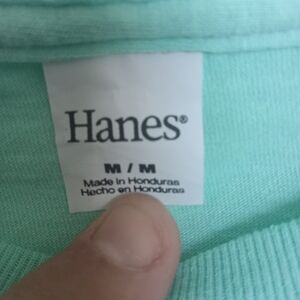 Hanes®
M / M
Made in Honduras
Hecho en Honduras